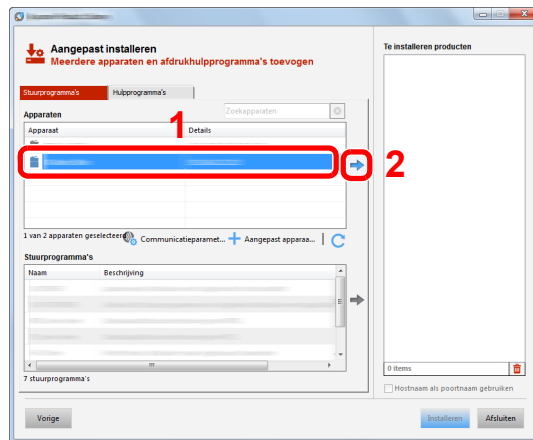 Aangepast installeren
Meerdere apparaten en afdrukhulpprogramma's toevogen
Te installeren producten
Stuurprogramma's
Hulpprogramma's
Apparaten
Zoekapparaten
1
Apparaat
Details
2
1 van 2 apparaten geselecteerd
Communicatieparamet...
Aangepast apparaa...
Stuurprogramma's
Naam
Beschrijving
7 stuurprogramma's
0 items
Hostnaam als poortnaam gebruiken
Vorige
Installeren
Afsluiten